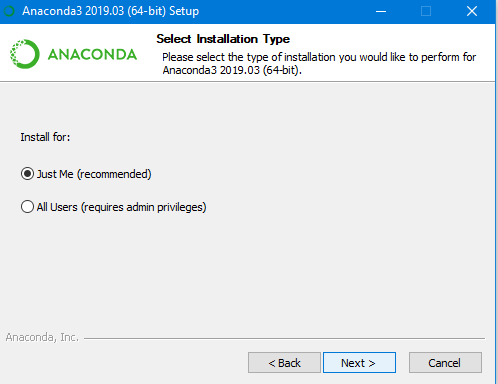 Anaconda3 2019.03 (64-bit) Setup
ANACONDA
Select Installation Type
Please select the type of installation you would like to perform for
Anaconda3 2019.03 (64-bit).
Install for:
Just Me (recommended)
All Users (requires admin privileges)
Anaconda, Inc.
< Back
Next >
Cancel